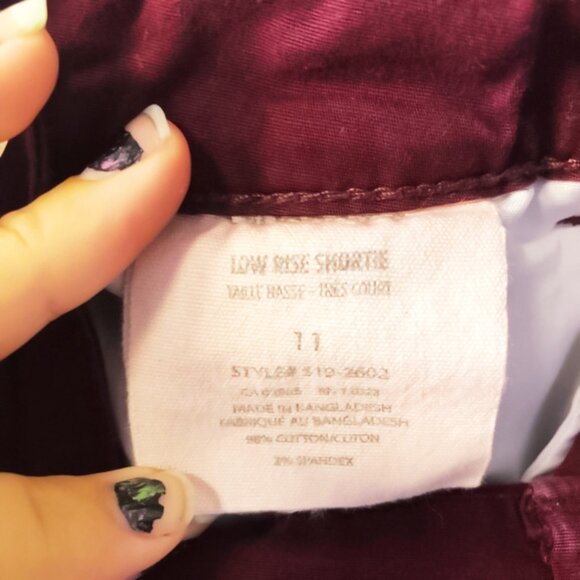 LOW RISE SHORTIE
TAILLE BASSE - TRÈS COURT
11
STYLE# S19-2602
MADE IN BANGLADESH
FABRIQUÉ AU BANGLADESH
98% COTTON/COTON
2% SPANDEX